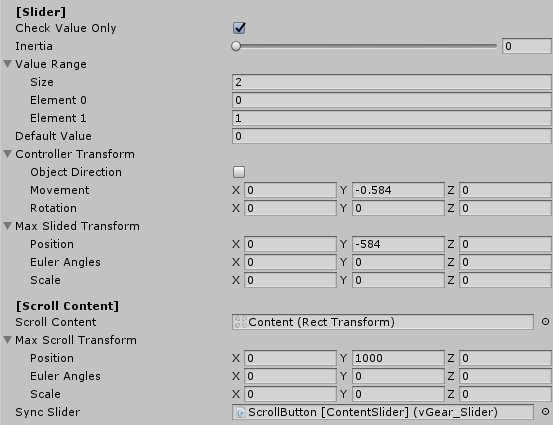 [Slider]
Check Value Only
Inertia 0
Value Range
Size 2
Element 0 0
Element 1 1
Default Value 0
Controller Transform
Object Direction
Movement X 0 Y -0.584 Z 0
Rotation X 0 Y 0 Z 0
Max Slided Transform
Position X 0 Y -584 Z 0
Euler Angles X 0 Y 0 Z 0
Scale X 0 Y 0 Z 0
[Scroll Content]
Scroll Content Content (Rect Transform)
Max Scroll Transform
Position X 0 Y 1000 Z 0
Euler Angles X 0 Y 0 Z 0
Scale X 0 Y 0 Z 0
Sync Slider ScrollButton [ContentSlider] (vGear_Slider)